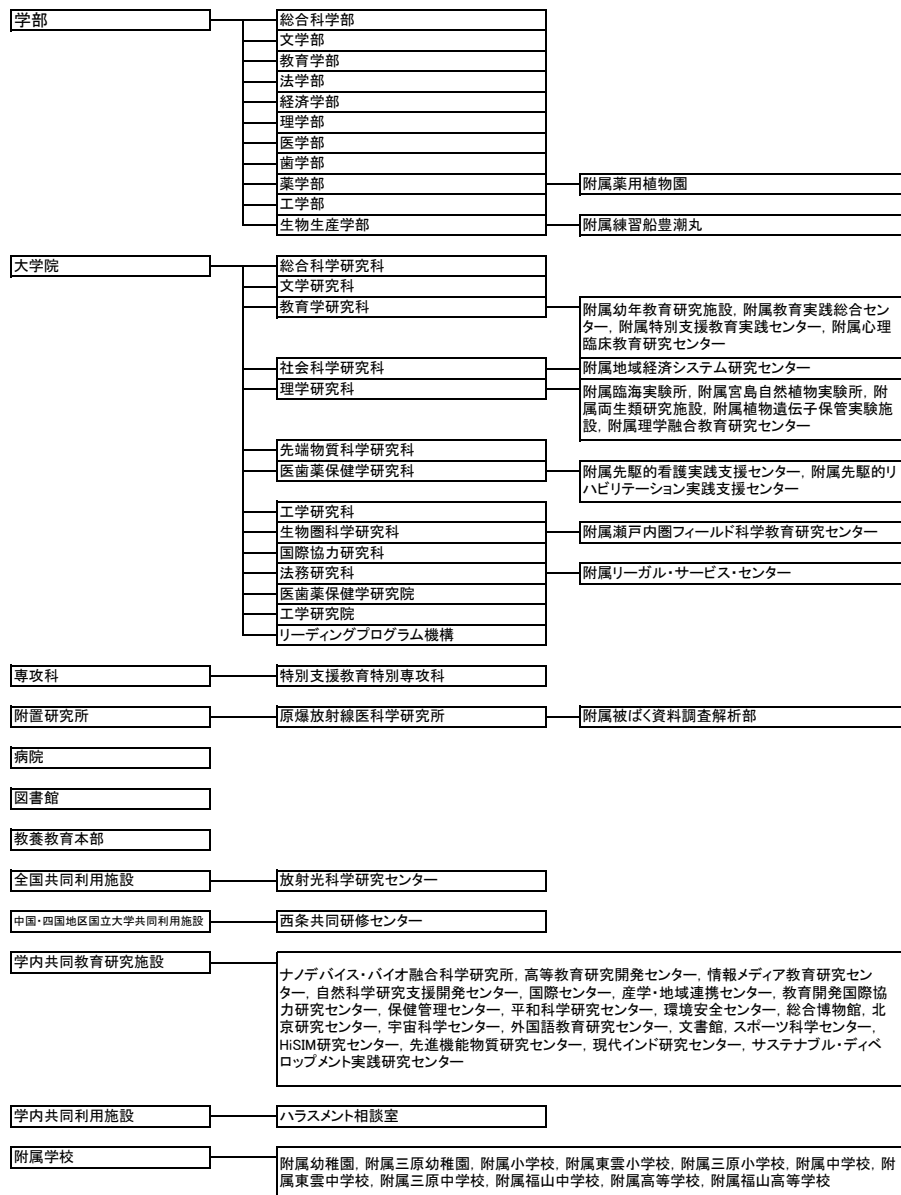 学部
総合科学部
文学部
教育学部
法学部
経済学部
理学部
医学部
歯学部
薬学部
附属薬用植物園
工学部
生物生産学部
附属練習船豊潮丸
大学院
総合科学研究科
文学研究科
教育学研究科
附属幼年教育研究施設, 附属教育実践総合セン
ター, 附属特別支援教育実践センター, 附属心理
臨床教育研究センター
社会科学研究科
附属地域経済システム研究センター
理学研究科
附属臨海実験所, 附属宮島自然植物実験所, 附
属両生類研究施設, 附属植物遺伝子保管実験施
設, 附属理学融合教育研究センター
先端物質科学研究科
医歯薬保健学研究科
附属先駆的看護実践支援センター, 附属先駆的リ
ハビリテーション実践支援センター
工学研究科
生物圏科学研究科
附属瀬戸内圏フィールド科学教育研究センター
国際協力研究科
法務研究科
附属リーガル・サービス・センター
医歯薬保健学研究院
工学研究院
リーディングプログラム機構
専攻科
特別支援教育特別専攻科
附置研究所
原爆放射線医科学研究所
附属被ばく資料調査解析部
病院
図書館
教養教育本部
全国共同利用施設
放射光科学研究センター
中国・四国地区国立大学共同利用施設
西条共同研修センター
学内共同教育研究施設
ナノデバイス・バイオ融合科学研究所, 高等教育研究開発センター, 情報メディア教育研究セン
ター, 自然科学研究支援開発センター, 国際センター, 産学・地域連携センター, 教育開発国際協
力研究センター, 保健管理センター, 平和科学研究センター, 環境安全センター, 総合博物館, 北
京研究センター, 宇宙科学センター, 外国語教育研究センター, 文書館, スポーツ科学センター,
HiSIM研究センター, 先進機能物質研究センター, 現代インド研究センター, サステナブル・ディベ
ロップメント実践研究センター
学内共同利用施設
ハラスメント相談室
附属学校
附属幼稚園, 附属三原幼稚園, 附属小学校, 附属東雲小学校, 附属三原小学校, 附属中学校, 附
属東雲中学校, 附属三原中学校, 附属福山中学校, 附属高等学校, 附属福山高等学校